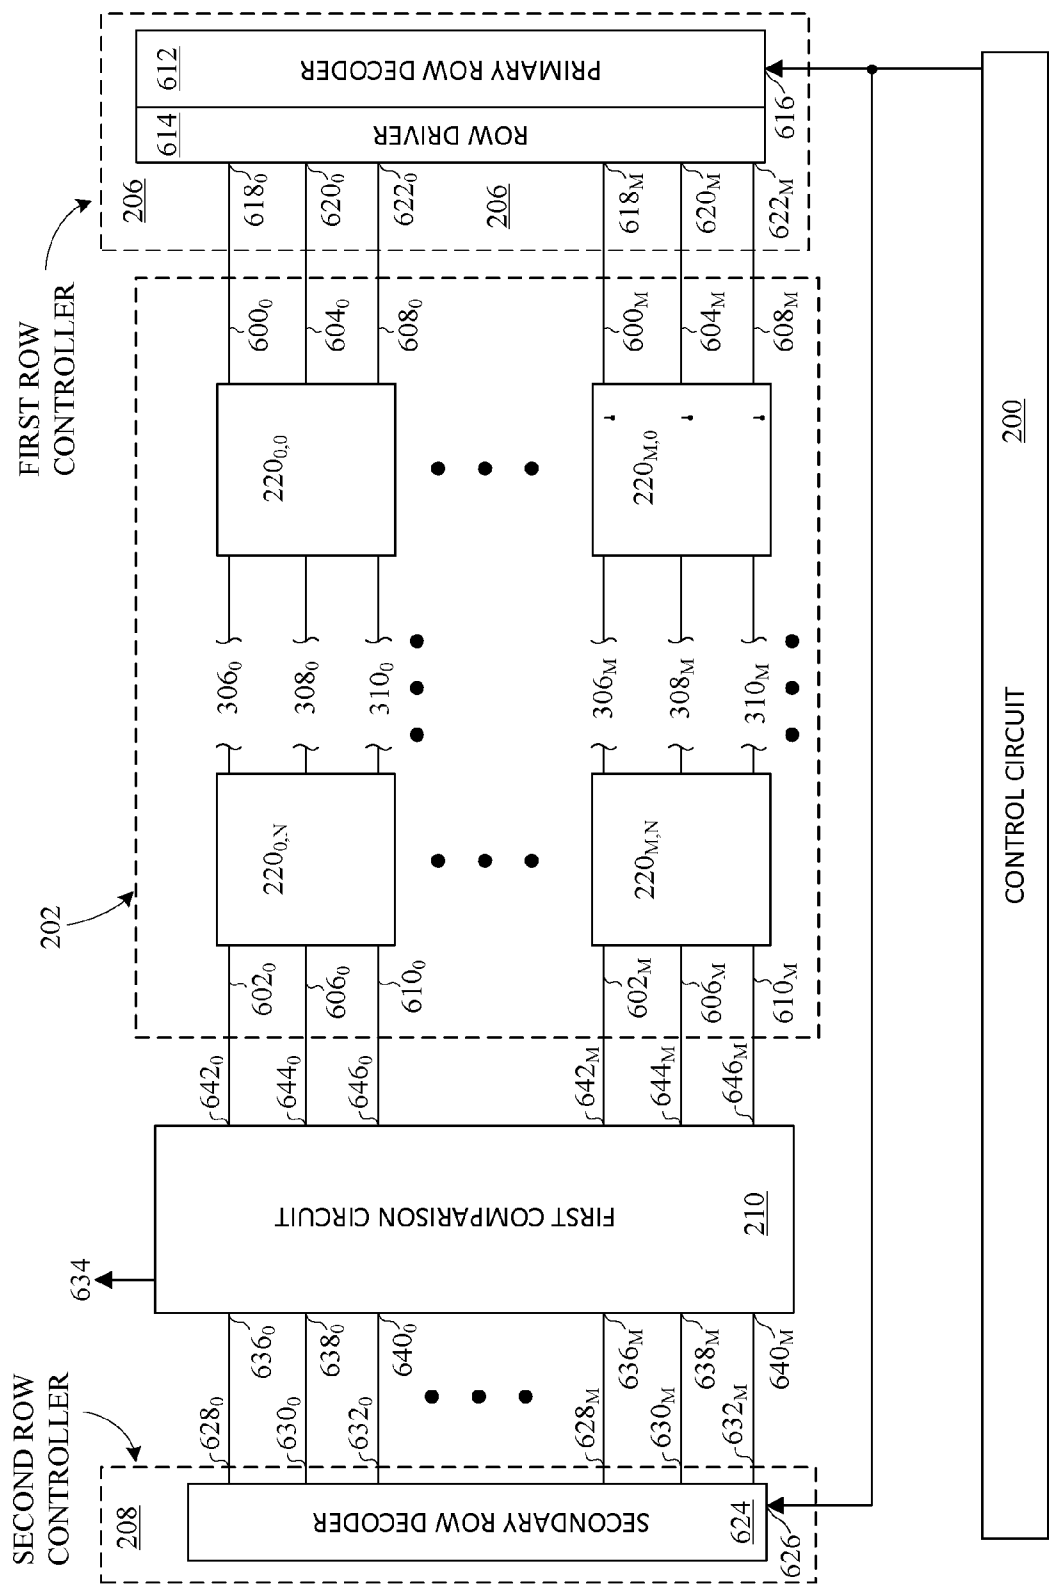 FIRST ROW
CONTROLLER
206
612
PRIMARY ROW DECODER
614
ROW DRIVER
616
206
618₀
620₀
622₀
618M
620M
622M
600₀
604₀
608₀
600M
604M
608M
220₀,₀
220M,0
306₀
308₀
310₀
306M
308M
310M
202
220₀,N
220M,N
602₀
606₀
610₀
602M
606M
610M
642₀
644₀
646₀
642M
644M
646M
FIRST COMPARISON CIRCUIT
210
634
636₀
638₀
640₀
636M
638M
640M
SECOND ROW
CONTROLLER
628₀
630₀
632₀
628M
630M
632M
208
SECONDARY ROW DECODER
624
626
CONTROL CIRCUIT
200